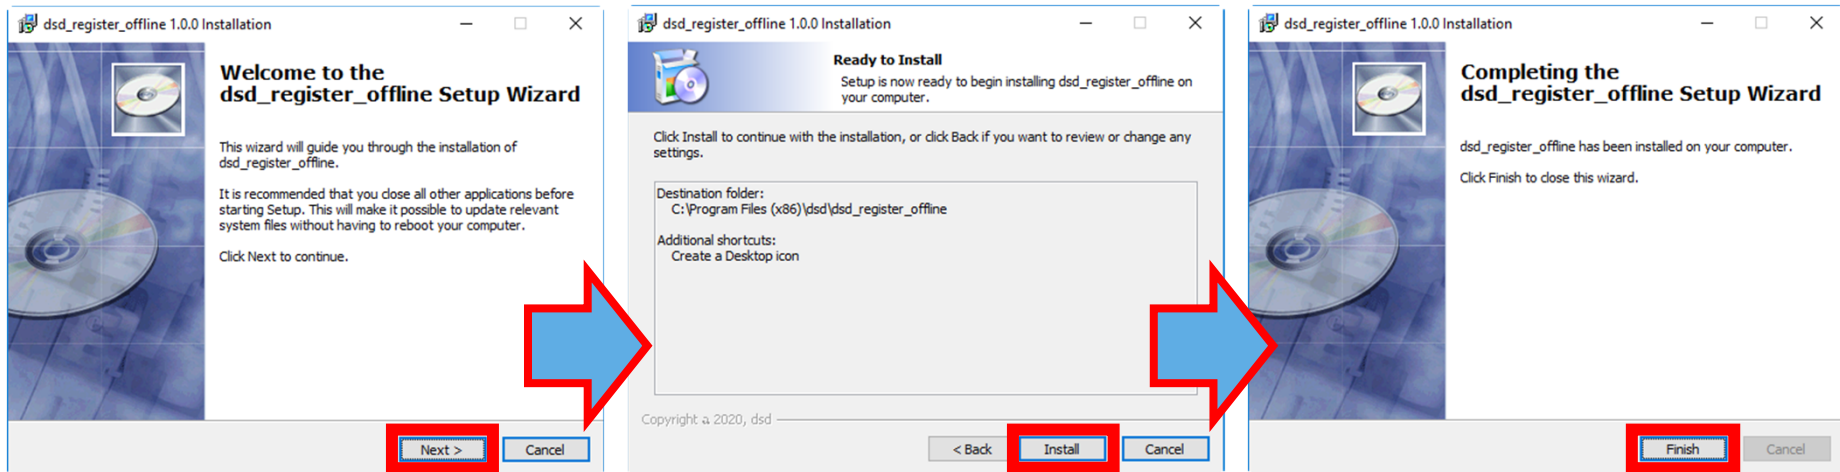 dsd_register_offline 1.0.0 Installation
Welcome to the
dsd_register_offline Setup Wizard
This wizard will guide you through the installation of
dsd_register_offline.
It is recommended that you close all other applications before
starting Setup. This will make it possible to update relevant
system files without having to reboot your computer.
Click Next to continue.
Next >
Cancel
dsd_register_offline 1.0.0 Installation
Ready to Install
Setup is now ready to begin installing dsd_register_offline on
your computer.
Click Install to continue with the installation, or click Back if you want to review or change any
settings.
Destination folder:
C:\Program Files (x86)\dsd\dsd_register_offline
Additional shortcuts:
Create a Desktop icon
Copyright a 2020, dsd
< Back
Install
Cancel
dsd_register_offline 1.0.0 Installation
Completing the
dsd_register_offline Setup Wizard
dsd_register_offline has been installed on your computer.
Click Finish to close this wizard.
Finish
Cancel